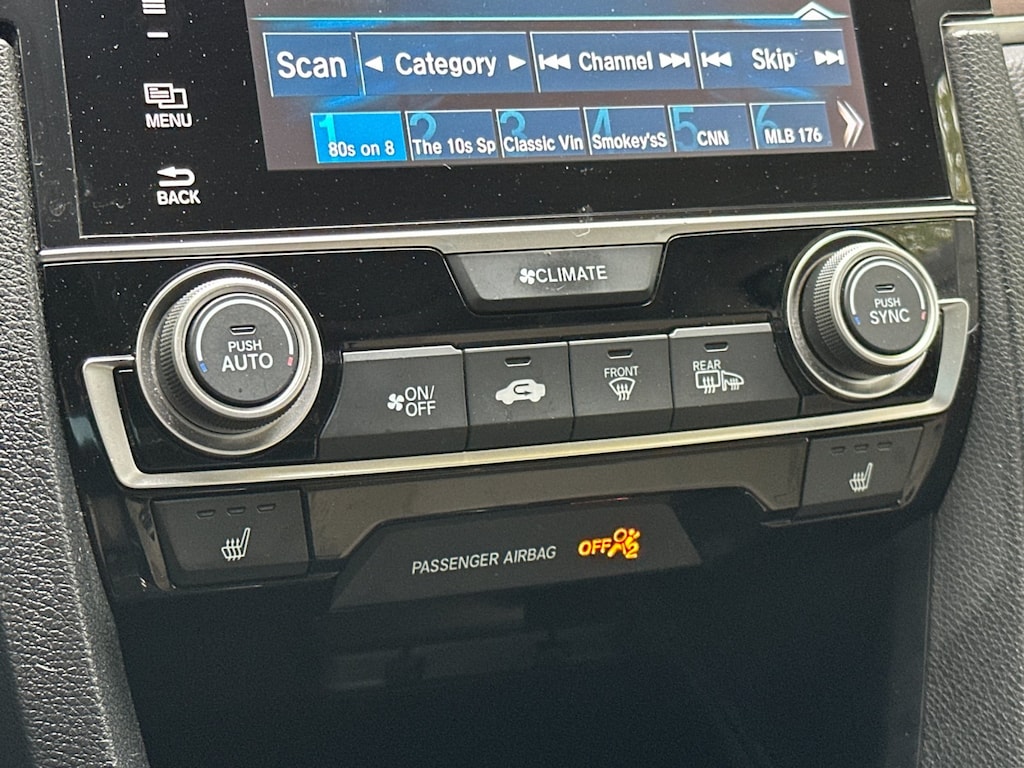 MENU
BACK
Scan
Category
Channel
Skip
1 80s on 8
2 The 10s Sp
3 Classic Vin
4 Smokey'sS
5 CNN
6 MLB 176
CLIMATE
PUSH
AUTO
ON/
OFF
FRONT
REAR
PUSH
SYNC
PASSENGER AIRBAG
OFF 2